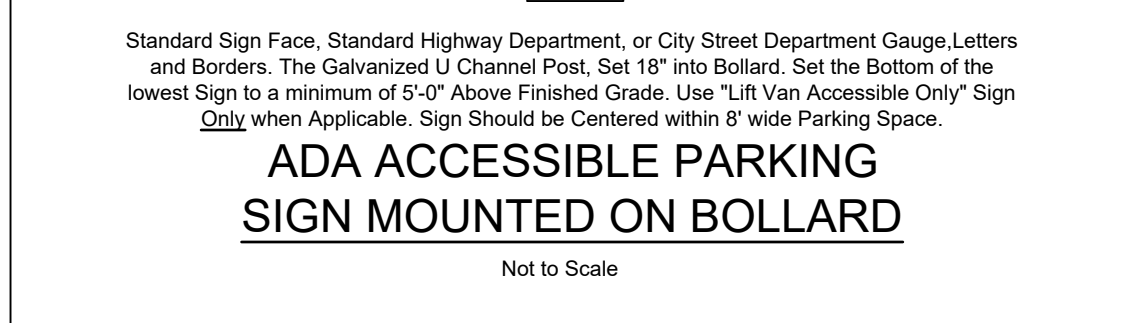 Standard Sign Face, Standard Highway Department, or City Street Department Gauge,Letters
and Borders. The Galvanized U Channel Post, Set 18" into Bollard. Set the Bottom of the
lowest Sign to a minimum of 5'-0" Above Finished Grade. Use "Lift Van Accessible Only" Sign
Only when Applicable. Sign Should be Centered within 8' wide Parking Space.
ADA ACCESSIBLE PARKING
SIGN MOUNTED ON BOLLARD
Not to Scale